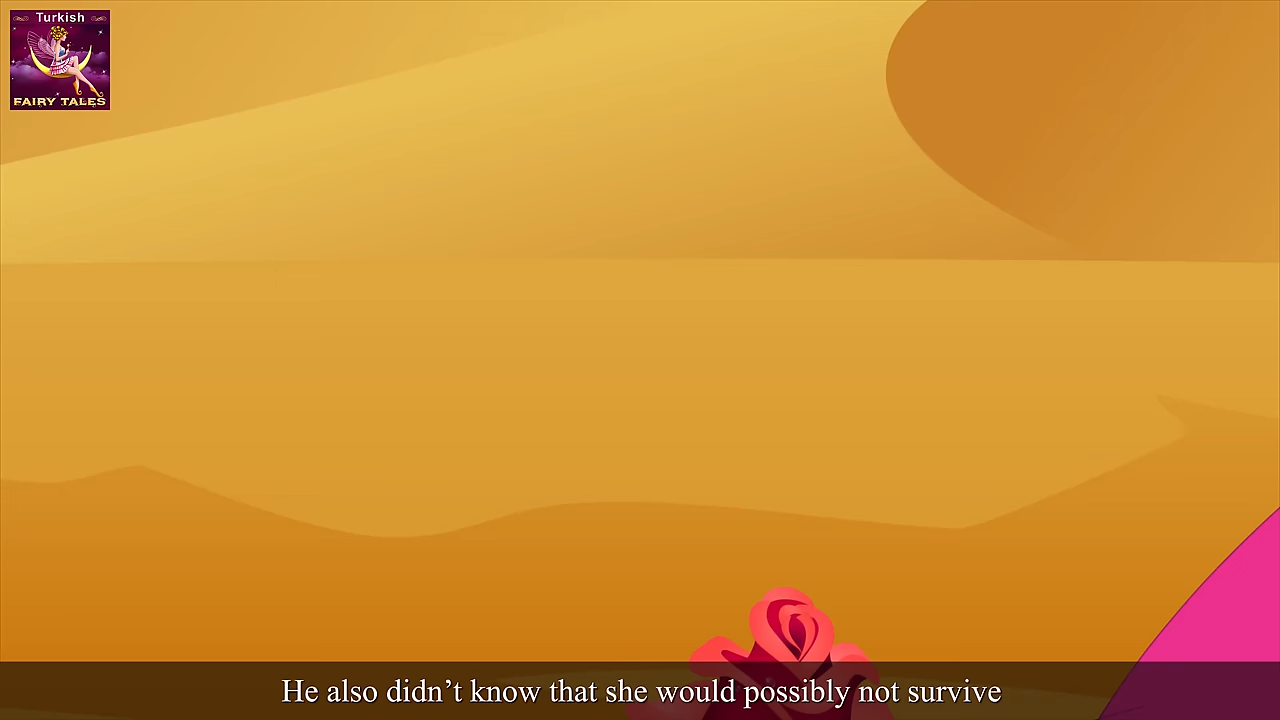 Turkish
FAIRY TALES
He also didn’t know that she would possibly not survive